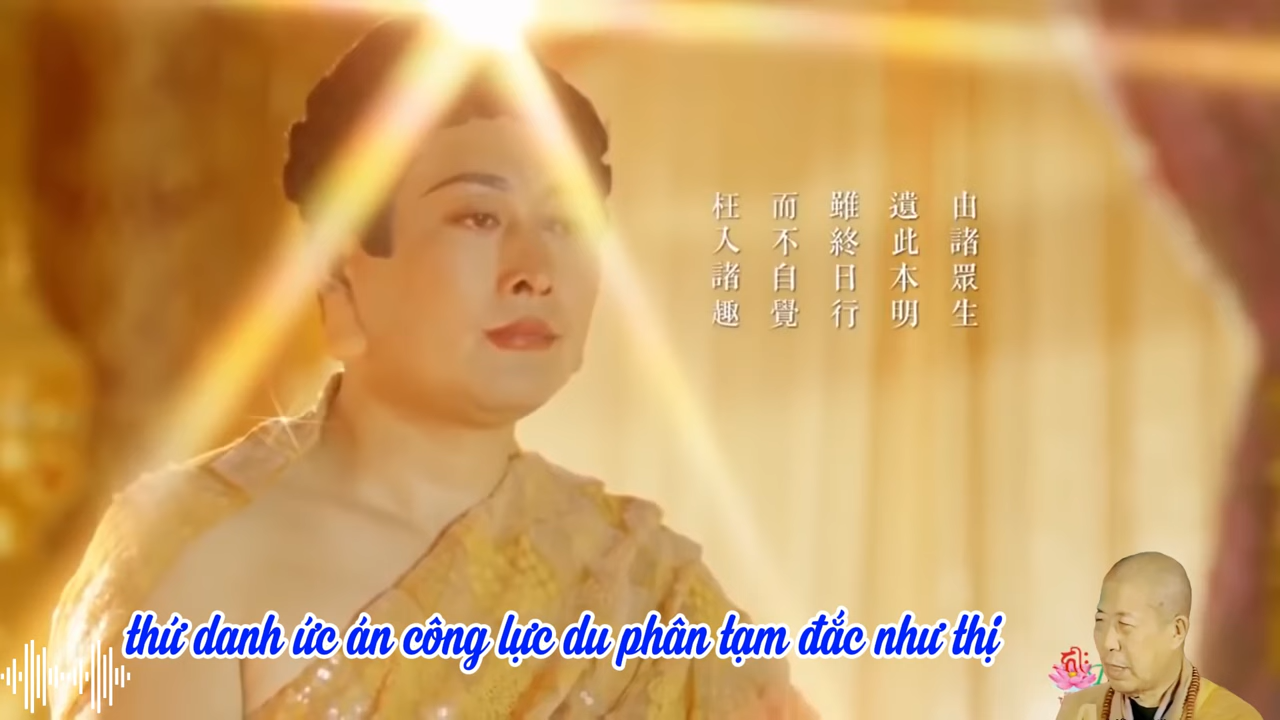 由諸眾生
遺此本明
雖終日行
而不自覺
枉入諸趣
thứ danh ức án công lực du phân tạm đắc như thị